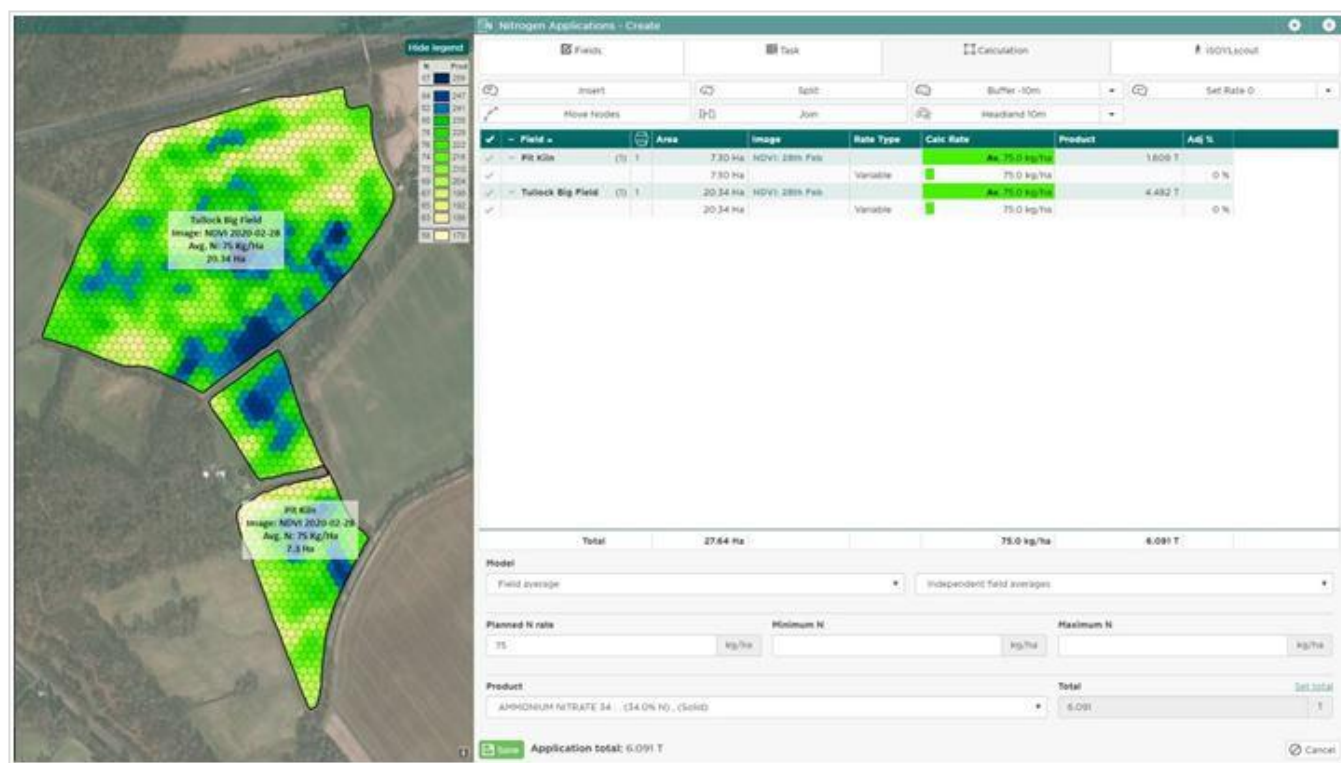 Nitrogen Applications - Create
Hide legend
N Prod
Fields
Task
Calculation
Insert
Split
Buffer -10m
Set Rate 0
Move Nodes
Join
Headland 10m
Field Area Image Rate Type Calc Rate Product Adj %
Pit Kiln (1) 1 7.30 Ha NDVI: 28th Feb Av. 75.0 kg/ha 1.609 T
7.30 Ha Variable 75.0 kg/ha 0 %
Tullock Big Field (1) 1 20.34 Ha NDVI: 28th Feb Av. 75.0 kg/ha 4.482 T
20.34 Ha Variable 75.0 kg/ha 0 %
Tullock Big Field
Image: NDVI 2020-02-28
Avg. N: 75 Kg/Ha
20.34 Ha
Pit Kiln
Image: NDVI 2020-02-28
Avg. N: 75 Kg/Ha
7.3 Ha
Total 27.64 Ha 75.0 kg/ha 6.091 T
Model
Field average
Independent field averages
Planned N rate
Minimum N
Maximum N
75 kg/ha
kg/ha
kg/ha
Product
Total
Set total
AMMONIUM NITRATE 34 (34.0% N), (Solid)
6.091 T
Save
Application total: 6.091 T
Cancel